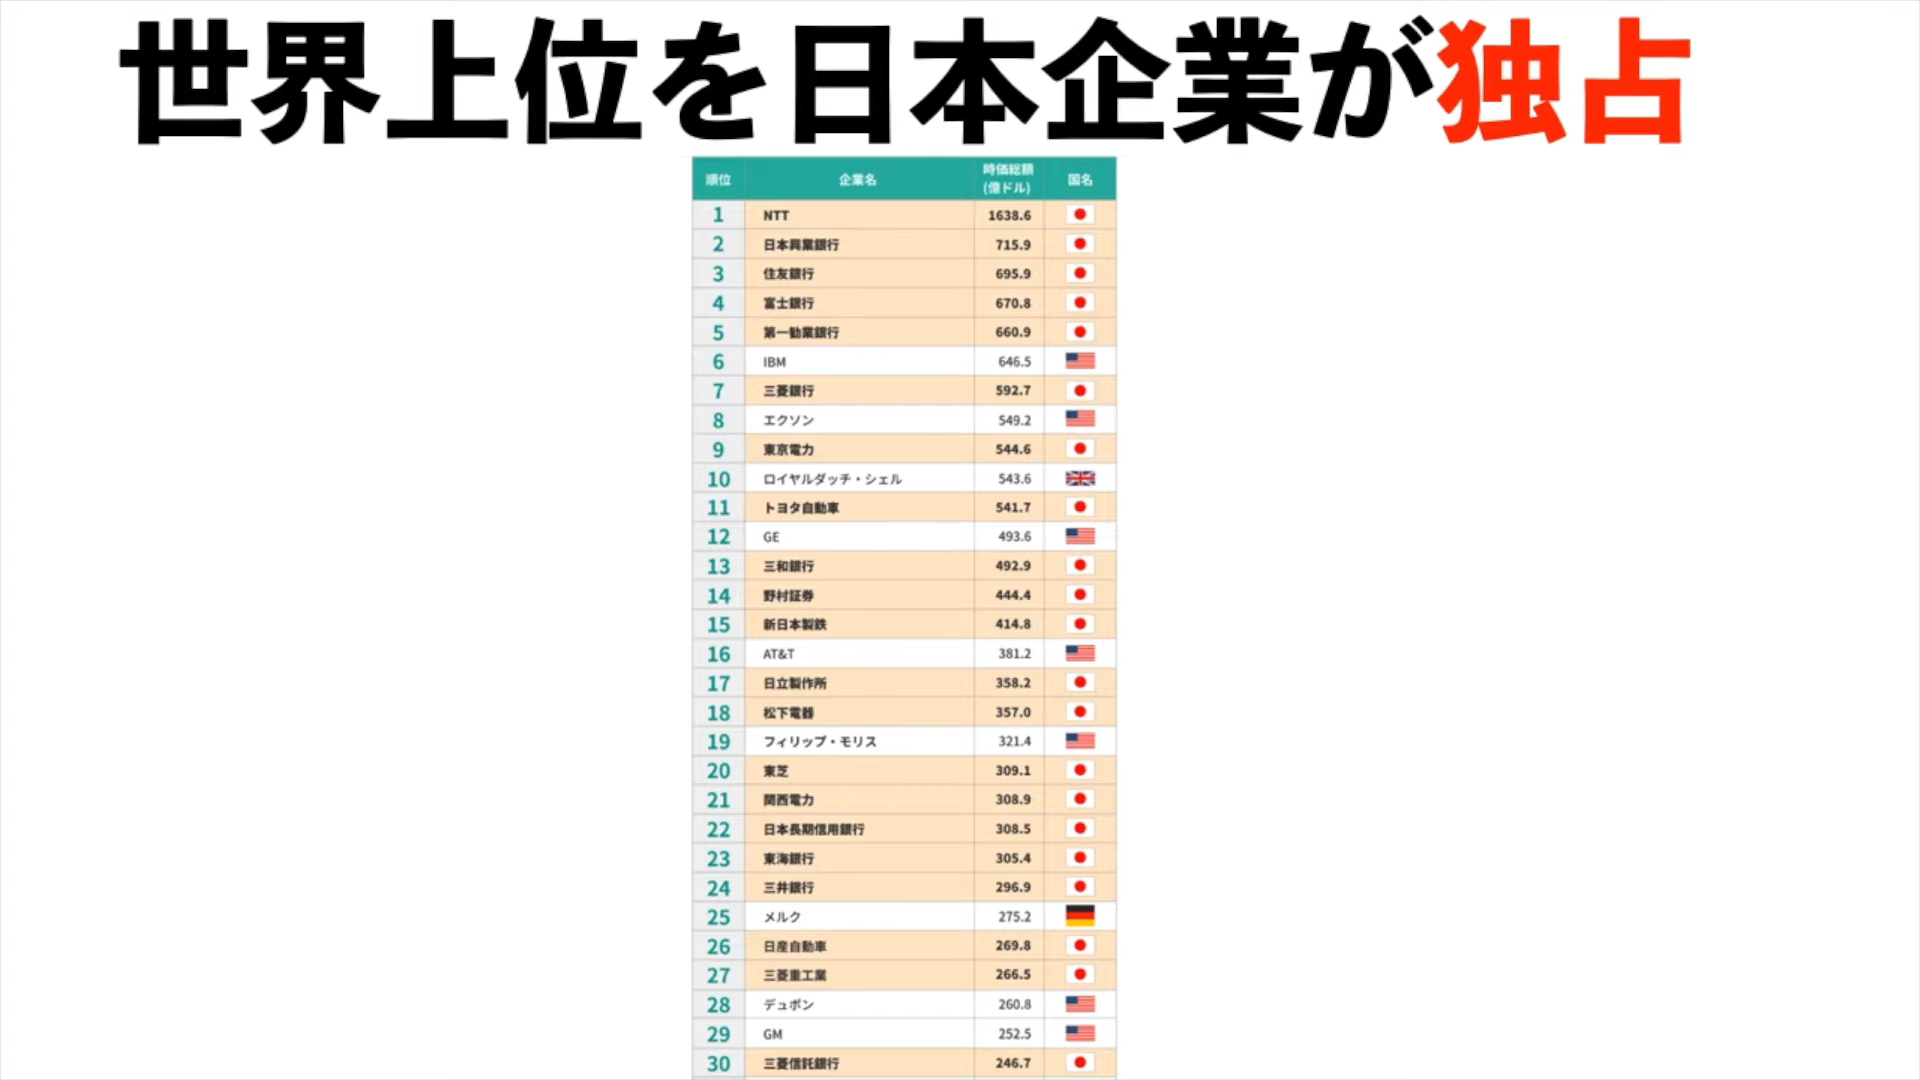 世界上位を日本企業が独占
順位 企業名 時価総額(億ドル) 国名
1 NTT 1638.6
2 日本興業銀行 715.9
3 住友銀行 695.9
4 富士銀行 670.8
5 第一勧業銀行 660.9
6 IBM 646.5
7 三菱銀行 592.7
8 エクソン 549.2
9 東京電力 544.6
10 ロイヤルダッチ・シェル 543.6
11 トヨタ自動車 541.7
12 GE 493.6
13 三和銀行 492.9
14 野村証券 444.4
15 新日本製鉄 414.8
16 AT&T 381.2
17 日立製作所 358.2
18 松下電器 357.0
19 フィリップ・モリス 321.4
20 東芝 309.1
21 関西電力 308.9
22 日本長期信用銀行 308.5
23 東海銀行 305.4
24 三井銀行 296.9
25 メルク 275.2
26 日産自動車 269.8
27 三菱重工業 266.5
28 デュポン 260.8
29 GM 252.5
30 三菱信託銀行 246.7